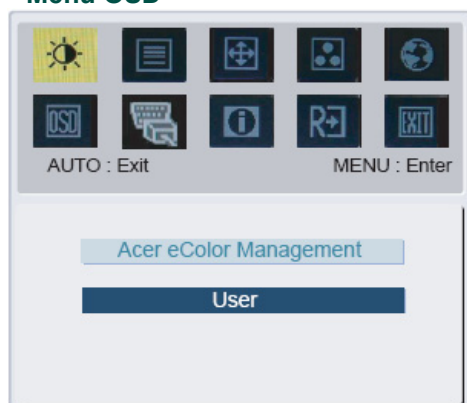 Menu OSD
OSD
i R
EXIT
AUTO : Exit MENU : Enter
Acer eColor Management
User